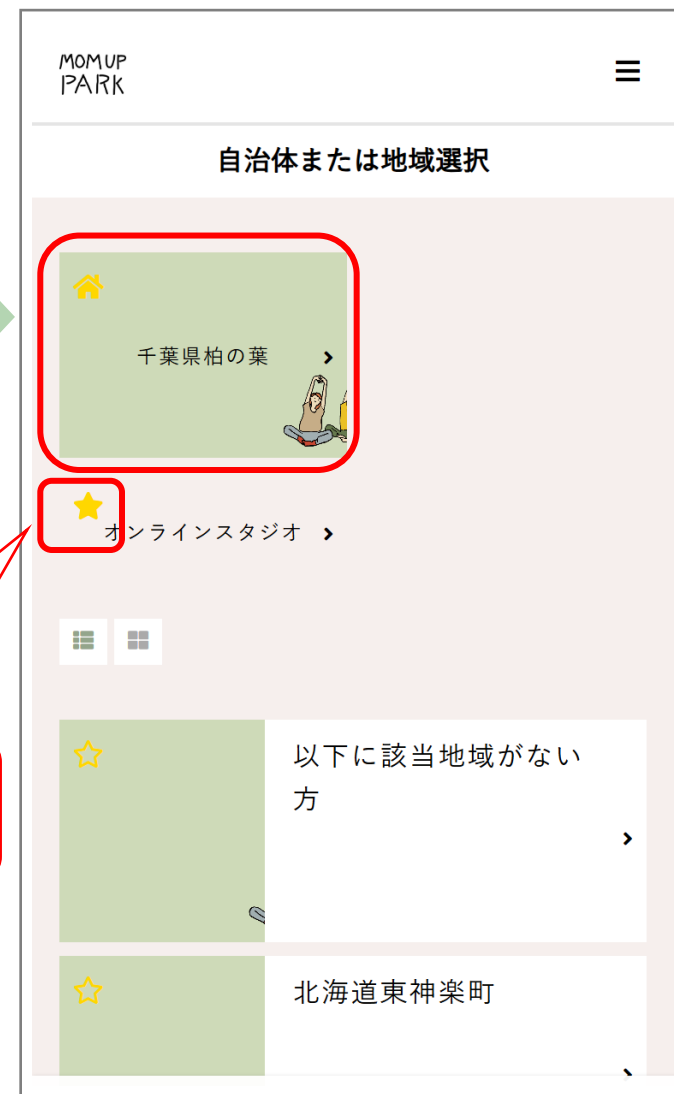 MOMUP
PARK
自治体または地域選択
千葉県柏の葉
オンラインスタジオ
以下に該当地域がない
方
北海道東神楽町